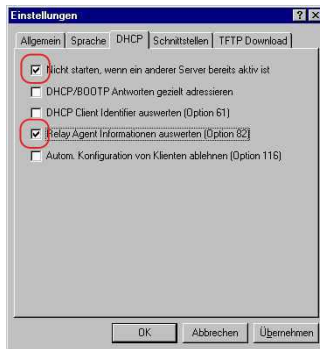 Einstellungen
Allgemein Sprache DHCP Schnittstellen TFTP Download
Nicht starten, wenn ein anderer Server bereits aktiv ist
DHCP/BOOTP Antworten gezielt adressieren
DHCP Client Identifier auswerten (Option 61)
Relay Agent Informationen auswerten (Option 82)
Autom. Konfiguration von Klienten ablehnen (Option 116)
OK Abbrechen Übernehmen